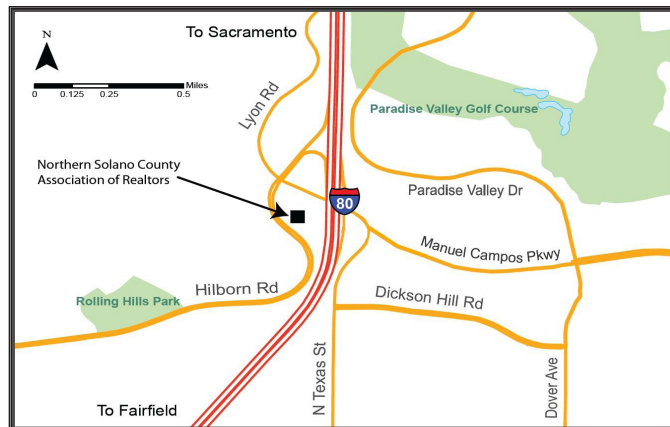 To Sacramento
N
Miles
0 0.125 0.25 0.5
Lyon Rd
Paradise Valley Golf Course
Northern Solano County
Association of Realtors
80
Paradise Valley Dr
Manuel Campos Pkwy
Hilborn Rd
Rolling Hills Park
Dickson Hill Rd
N Texas St
Dover Ave
To Fairfield